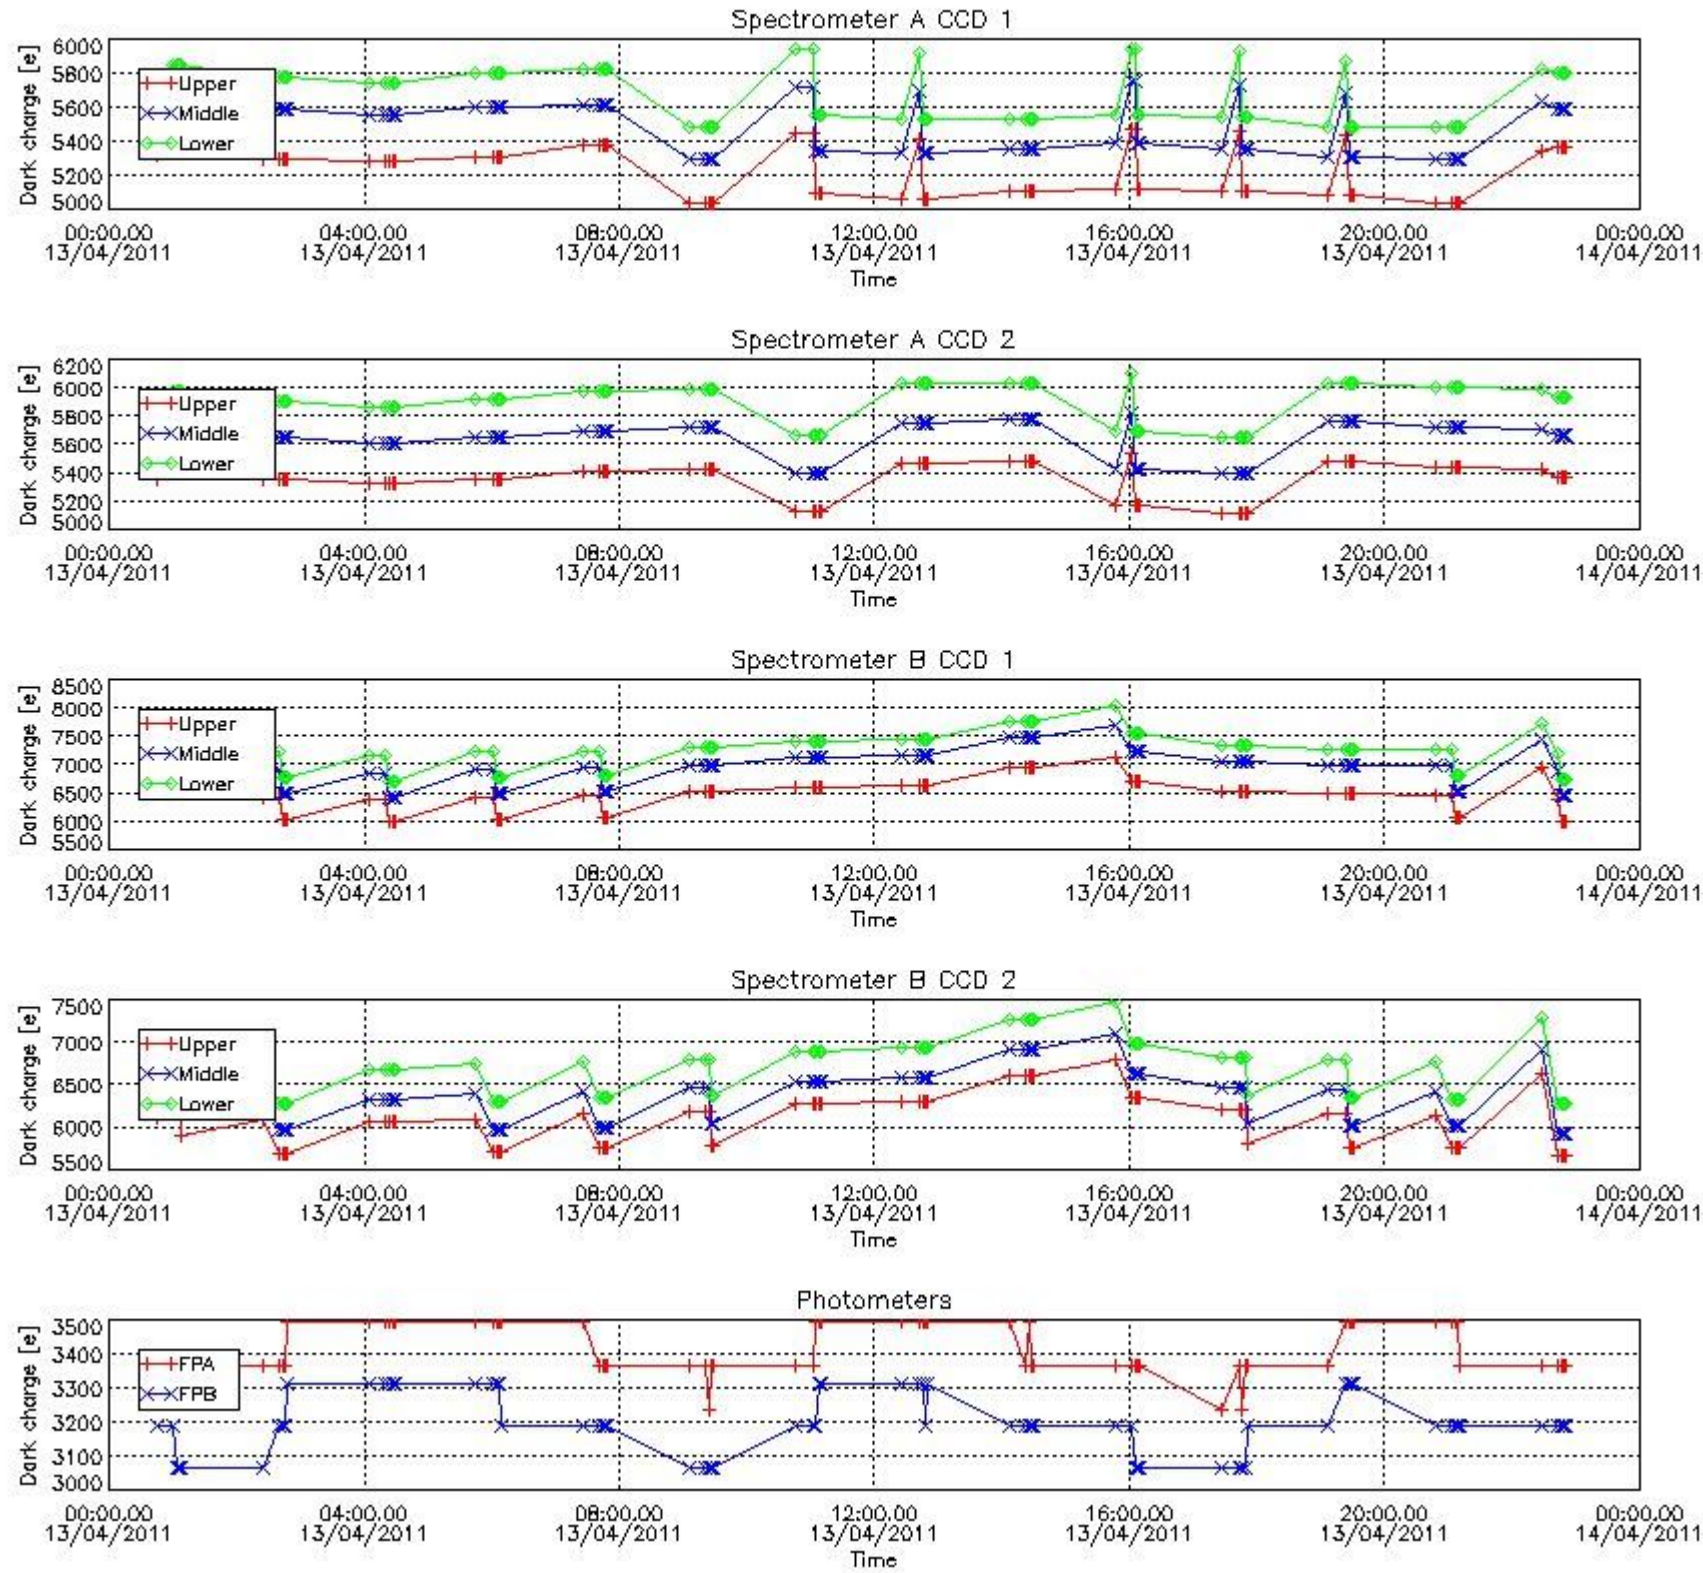 Spectrometer A CCD 1
Dark charge [e]
6000
5800
5600
5400
5200
5000
Upper
Middle
Lower
00:00.00 04:00.00 08:00.00 12:00.00 16:00.00 20:00.00 00:00.00
13/04/2011 13/04/2011 13/04/2011 13/04/2011 13/04/2011 13/04/2011 14/04/2011
Time
Spectrometer A CCD 2
Dark charge [e]
6200
6000
5800
5600
5400
5200
5000
Upper
Middle
Lower
00:00.00 04:00.00 08:00.00 12:00.00 16:00.00 20:00.00 00:00.00
13/04/2011 13/04/2011 13/04/2011 13/04/2011 13/04/2011 13/04/2011 14/04/2011
Time
Spectrometer B CCD 1
Dark charge [e]
8500
8000
7500
7000
6500
6000
5500
Upper
Middle
Lower
00:00.00 04:00.00 08:00.00 12:00.00 16:00.00 20:00.00 00:00.00
13/04/2011 13/04/2011 13/04/2011 13/04/2011 13/04/2011 13/04/2011 14/04/2011
Time
Spectrometer B CCD 2
Dark charge [e]
7500
7000
6500
6000
5500
Upper
Middle
Lower
00:00.00 04:00.00 08:00.00 12:00.00 16:00.00 20:00.00 00:00.00
13/04/2011 13/04/2011 13/04/2011 13/04/2011 13/04/2011 13/04/2011 14/04/2011
Time
Photometers
Dark charge [e]
3500
3400
3300
3200
3100
3000
FPA
FPB
00:00.00 04:00.00 08:00.00 12:00.00 16:00.00 20:00.00 00:00.00
13/04/2011 13/04/2011 13/04/2011 13/04/2011 13/04/2011 13/04/2011 14/04/2011
Time